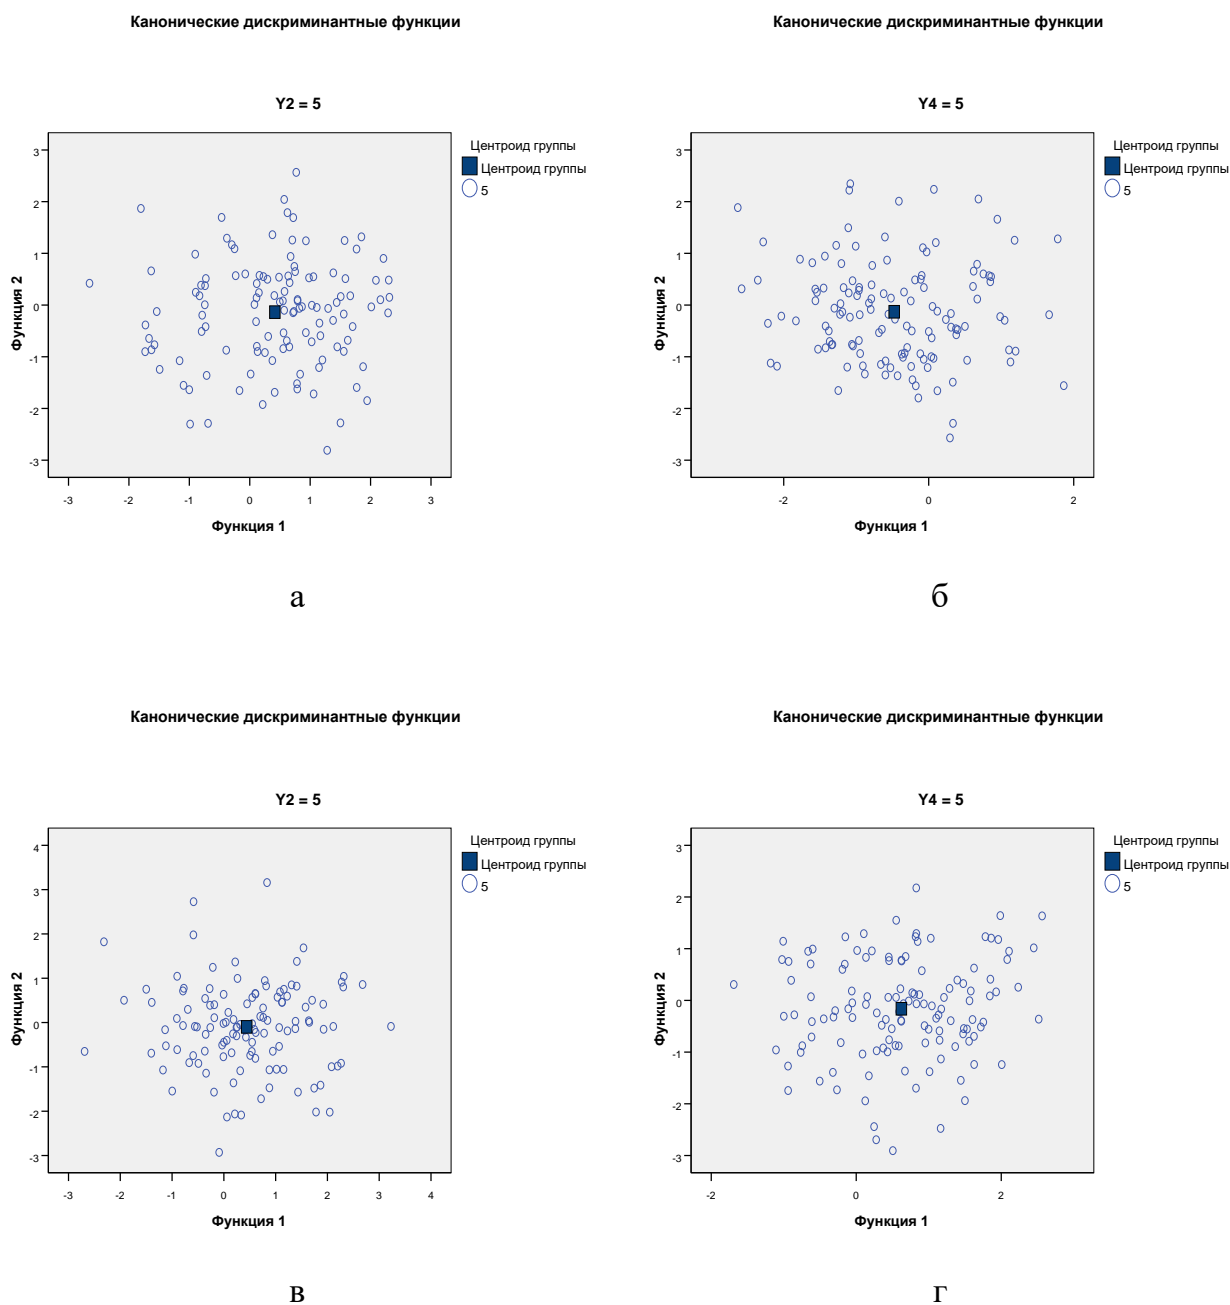 Канонические дискриминантные функции
Y2 = 5
Центроид группы
Центроид группы
5
3
2
1
0
-1
-2
-3
Функция 2
-3 -2 -1 0 1 2 3
Функция 1
а
Канонические дискриминантные функции
Y4 = 5
Центроид группы
Центроид группы
5
3
2
1
0
-1
-2
-3
Функция 2
-2 0 2
Функция 1
б
Канонические дискриминантные функции
Y2 = 5
Центроид группы
Центроид группы
5
4
3
2
1
0
-1
-2
-3
Функция 2
-3 -2 -1 0 1 2 3 4
Функция 1
в
Канонические дискриминантные функции
Y4 = 5
Центроид группы
Центроид группы
5
3
2
1
0
-1
-2
-3
Функция 2
-2 0 2
Функция 1
г